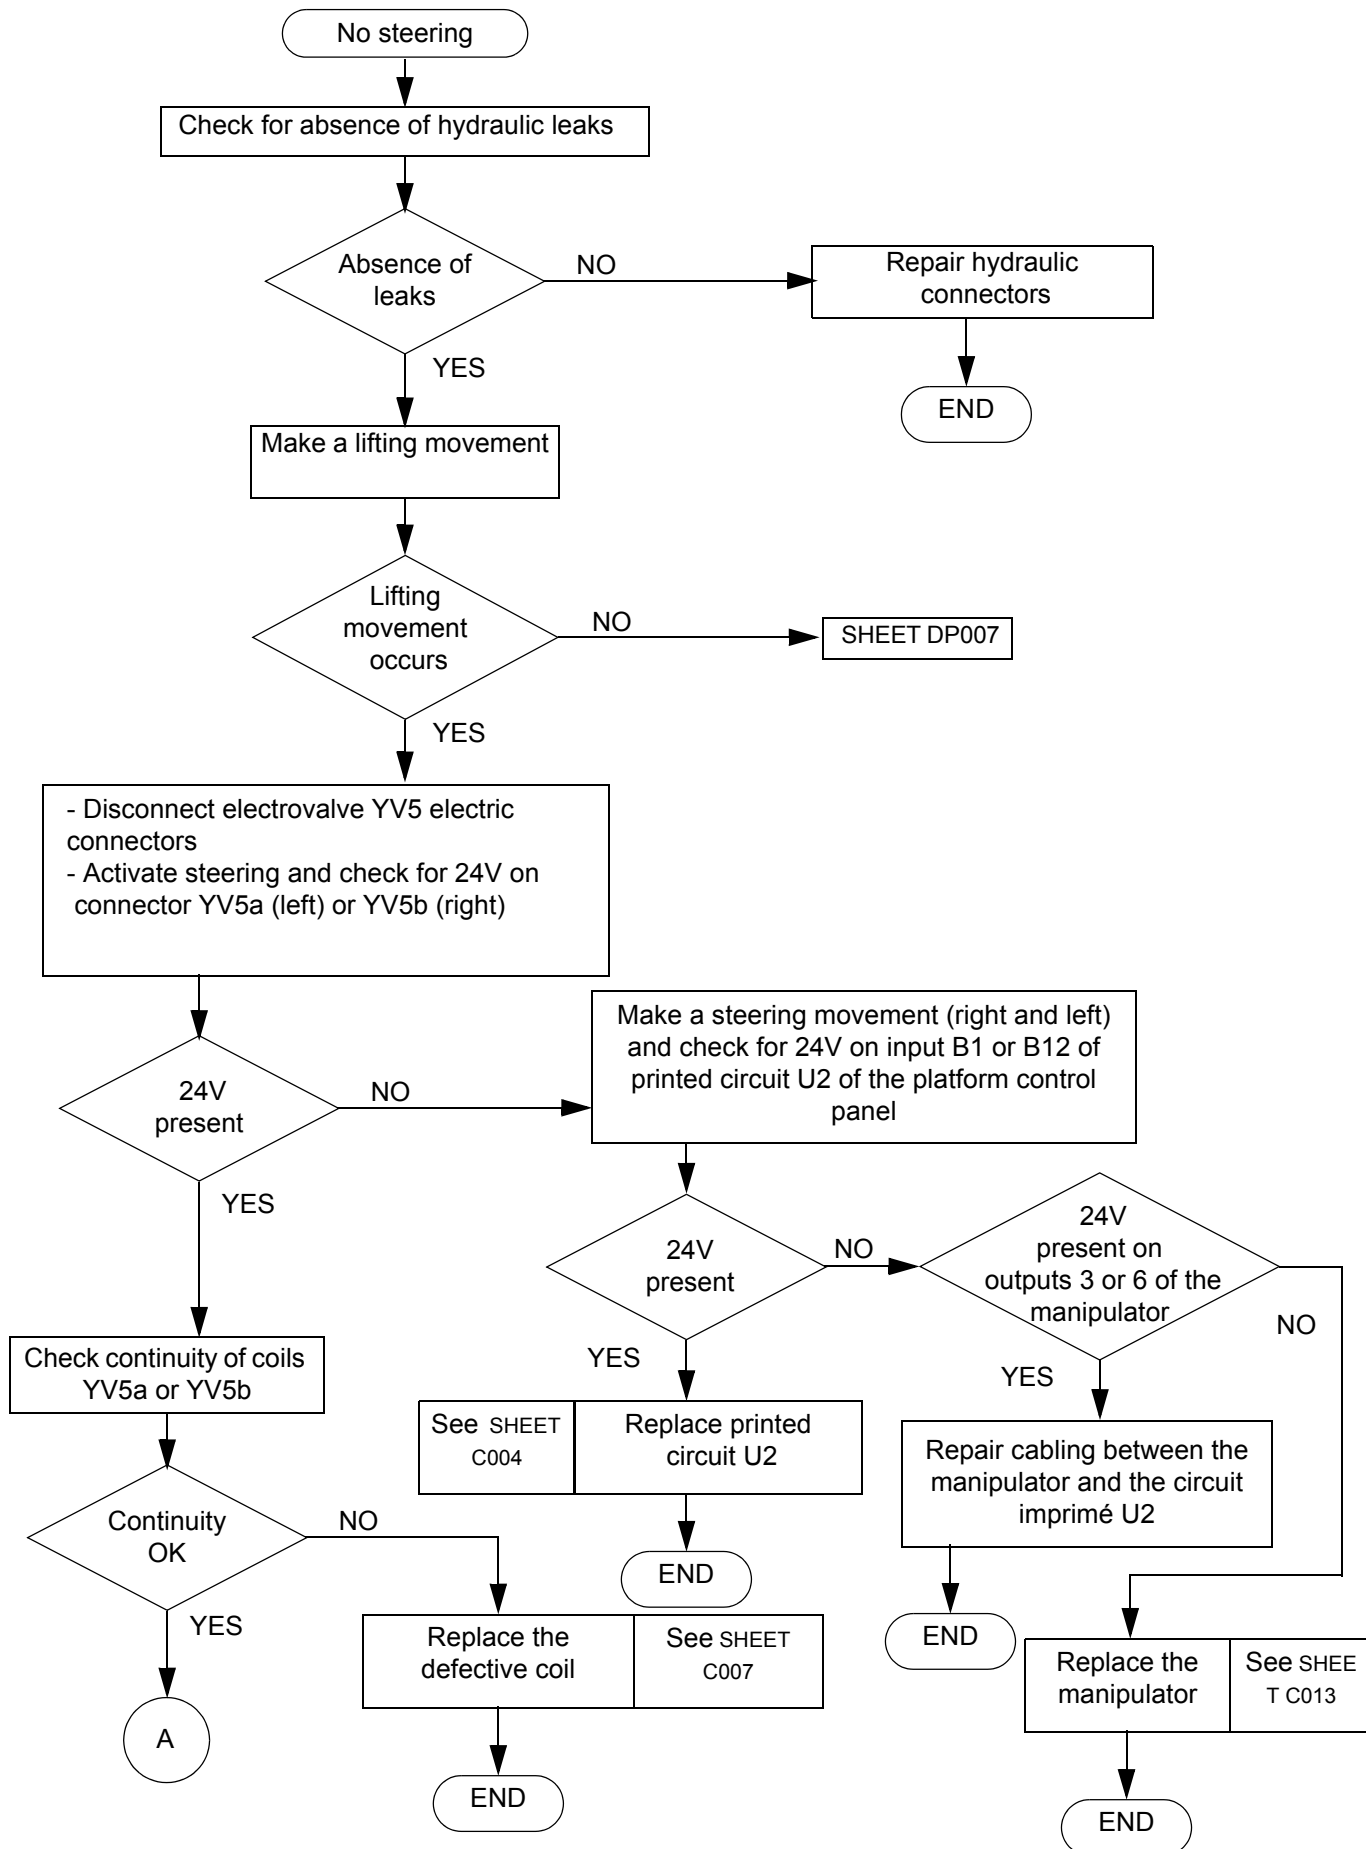 No steering
Check for absence of hydraulic leaks
Absence of
leaks
NO
Repair hydraulic
connectors
YES
END
Make a lifting movement
Lifting
movement
occurs
NO
SHEET DP007
YES
- Disconnect electrovalve YV5 electric
connectors
- Activate steering and check for 24V on
connector YV5a (left) or YV5b (right)
Make a steering movement (right and left)
and check for 24V on input B1 or B12 of
printed circuit U2 of the platform control
panel
24V
present
NO
YES
24V
present
NO
24V
present on
outputs 3 or 6 of the
manipulator
NO
YES
YES
Check continuity of coils
YV5a or YV5b
See SHEET
C004
Replace printed
circuit U2
Repair cabling between the
manipulator and the circuit
imprimé U2
Continuity
OK
NO
END
YES
Replace the
defective coil
See SHEET
C007
END
Replace the
manipulator
See SHEE
T C013
A
END
END